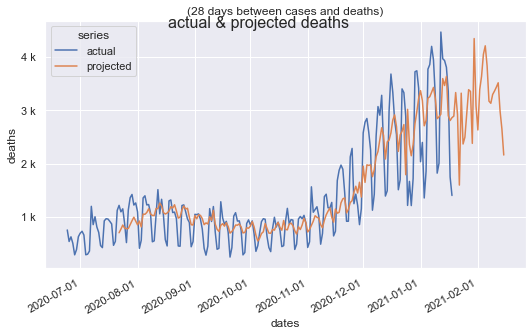 (28 days between cases and deaths)
actual & projected deaths
series
actual
projected
deaths
4 k
3 k
2 k
1 k
2020-07-01
2020-08-01
2020-09-01
2020-10-01
2020-11-01
2020-12-01
2021-01-01
2021-02-01
dates